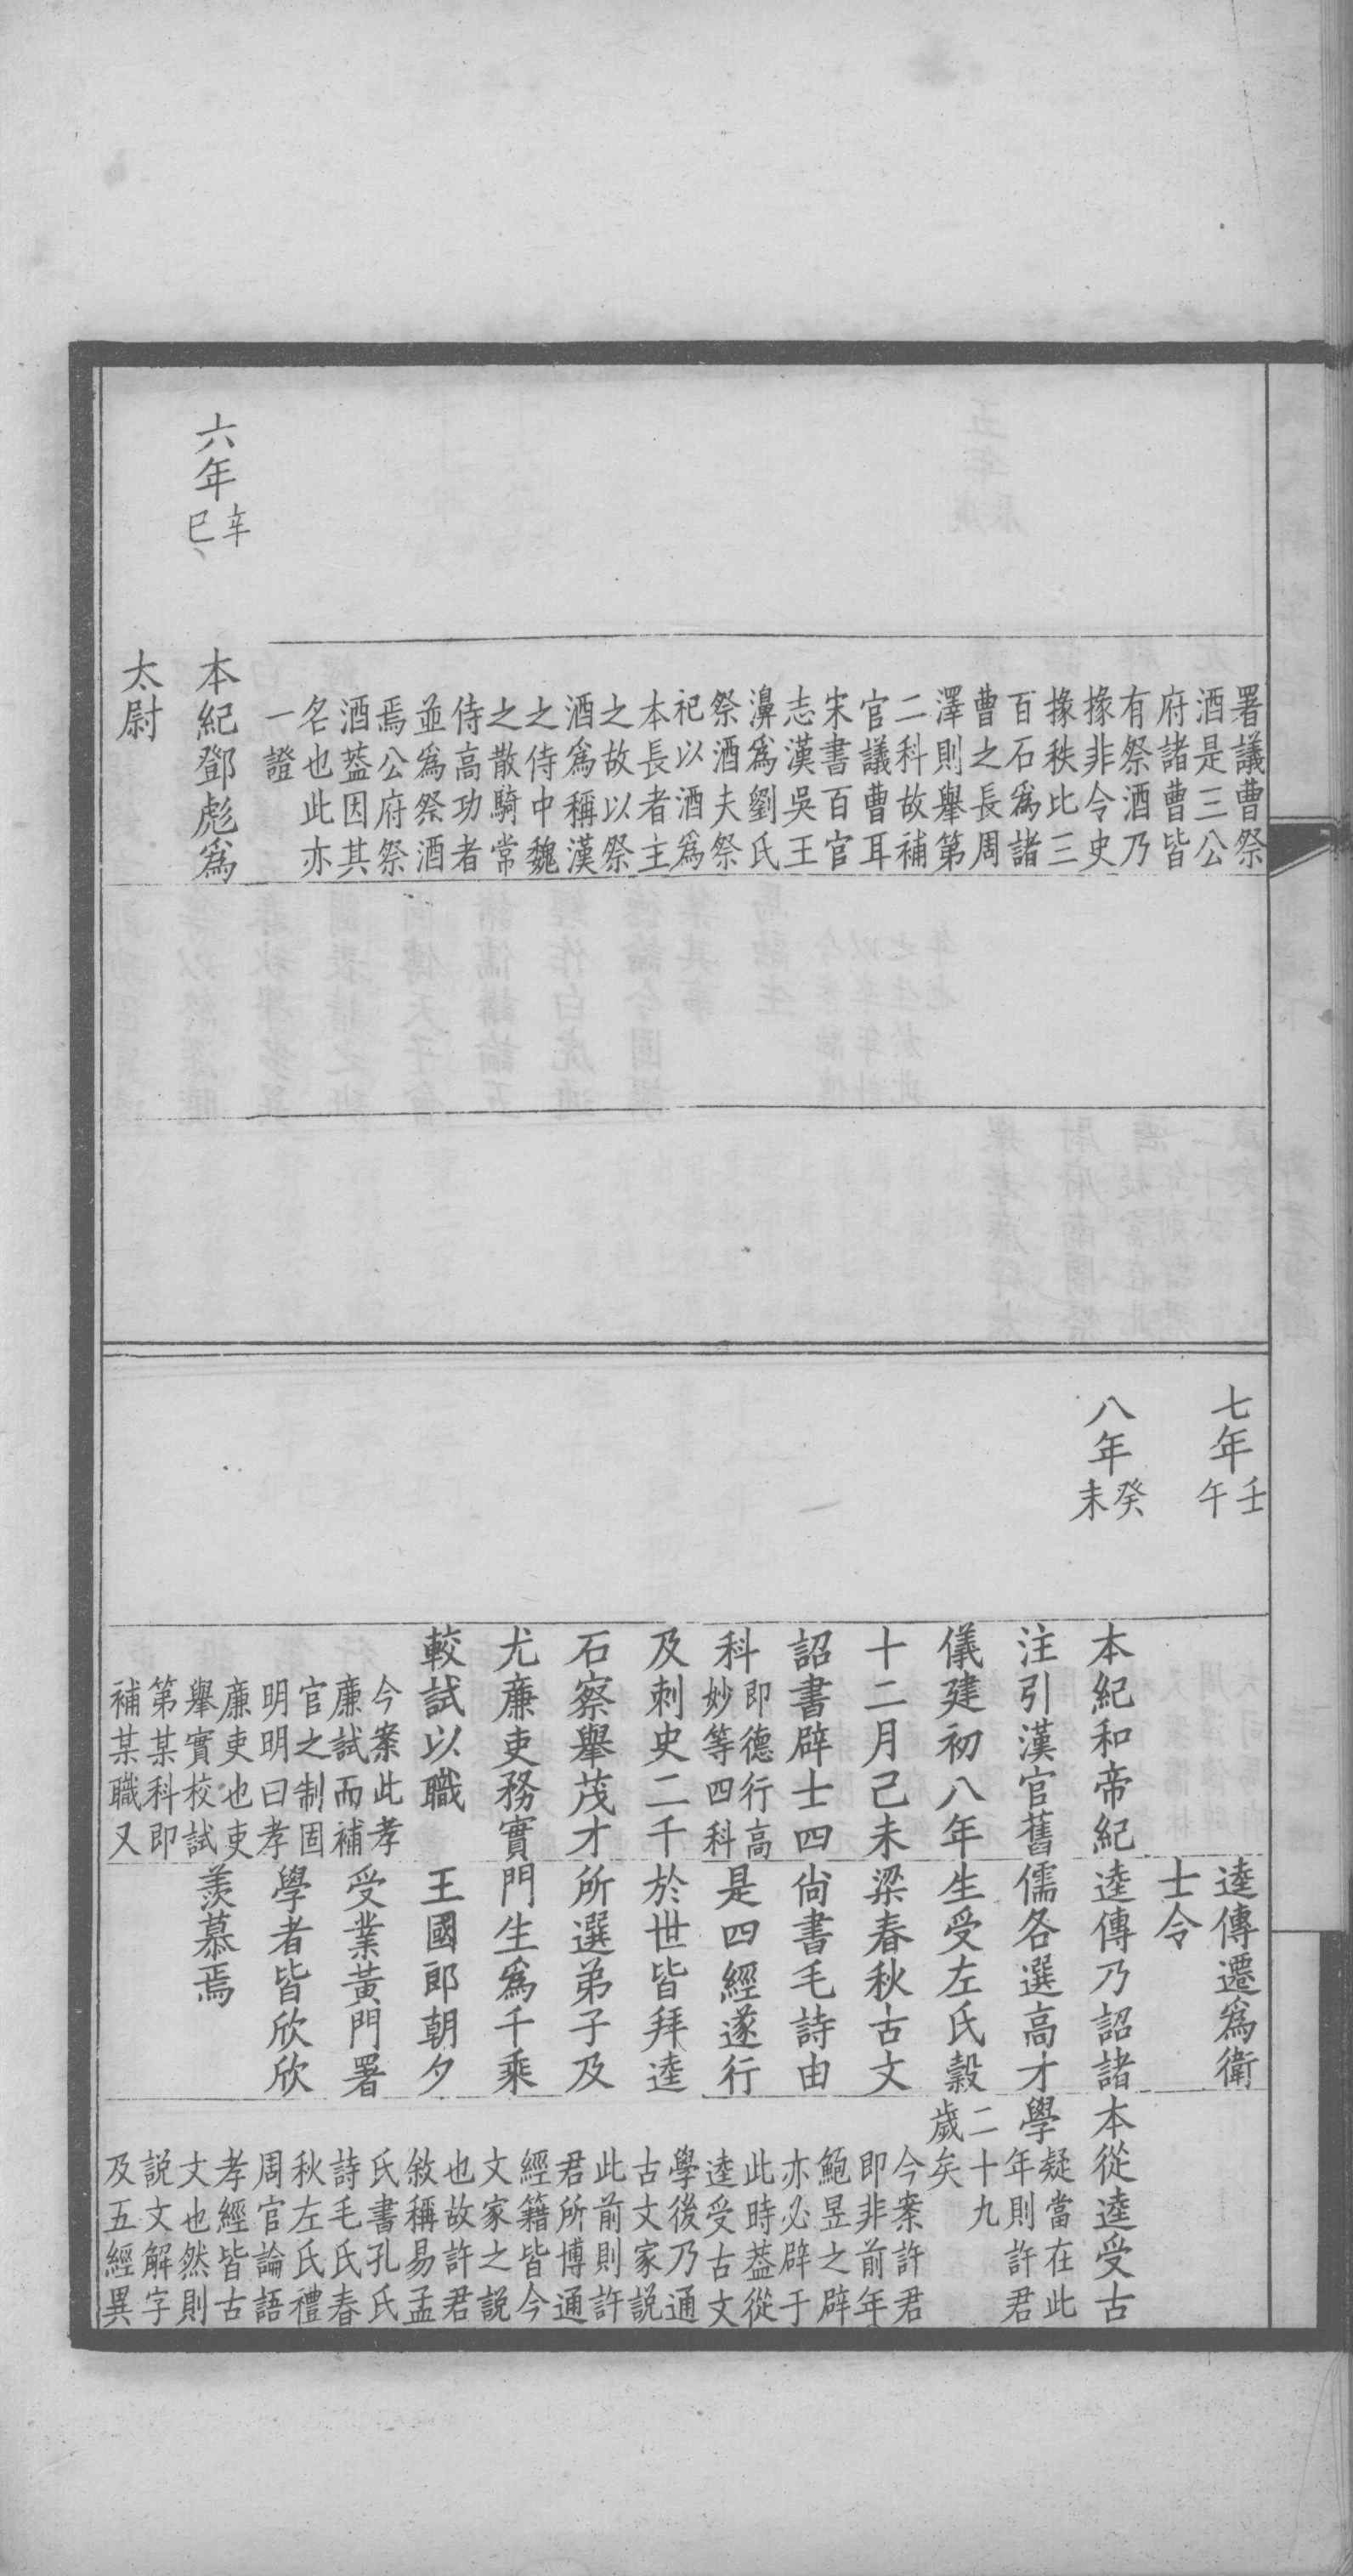 署議曹祭
酒是三公
府諸曹皆
有祭酒乃
掾非令史
掾秩比三
百石爲諸
曹之長周
澤則舉第
二科故補
官議曹耳
宋書百官
志漢吳王
濞爲劉氏
祭酒夫祭
祀以酒爲
本長者主
之故以祭
酒爲稱漢
之侍中魏
之散騎常
侍高功者
並爲祭酒
焉公府祭
酒葢因其
名也此亦
一證
六年辛巳
本紀鄧彪爲
太尉
七年壬午
逵傳遷爲衛
士令
八年癸未
本紀和帝紀
注引漢官舊
儀建初八年
十二月己未
詔書辟士四
科即德行高妙等四科
及刺史二千
石察舉茂才
尤廉吏務實
較試以職
今案此孝
廉試而補
官之制固
明明曰孝
廉吏也吏
舉實校試
第某科即
補某職又
逵傳乃詔諸
儒各選高才
生受左氏穀
梁春秋古文
尙書毛詩由
是四經遂行
於世皆拜逵
所選弟子及
門生爲千乘
王國郎朝夕
受業黃門署
學者皆欣欣
羡慕焉
本從逵受古
學疑當在此年則許君
二十九
歲矣
今案許君
即非前年
鮑昱之辟
亦必辟于
此時葢從
逵受古文
學後乃通
古文家說
此前則許
君所博通
經籍皆今
文家之說
也故許君
敘稱易孟
氏書孔氏
詩毛氏春
秋左氏禮
周官論語
孝經皆古
文也然則
説文解字
及五經異